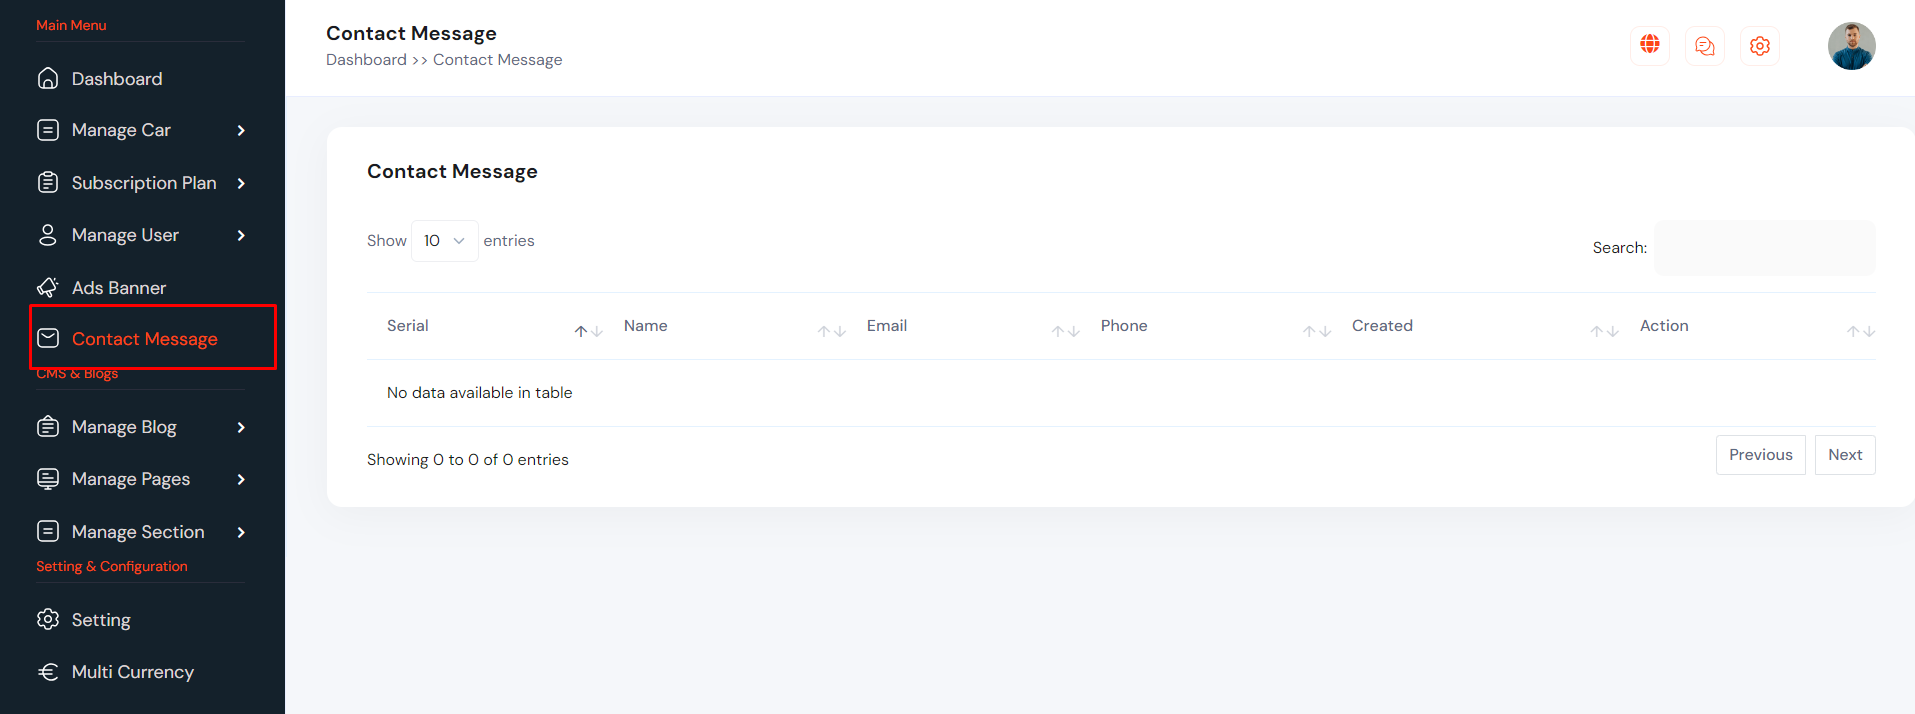 Main Menu
Dashboard
Manage Car
Subscription Plan
Manage User
Ads Banner
Contact Message
CMS & Blogs
Manage Blog
Manage Pages
Manage Section
Setting & Configuration
Setting
Multi Currency
Contact Message
Dashboard >> Contact Message
Contact Message
Show 10 entries
Search:
Serial Name Email Phone Created Action
No data available in table
Showing 0 to 0 of 0 entries
Previous Next